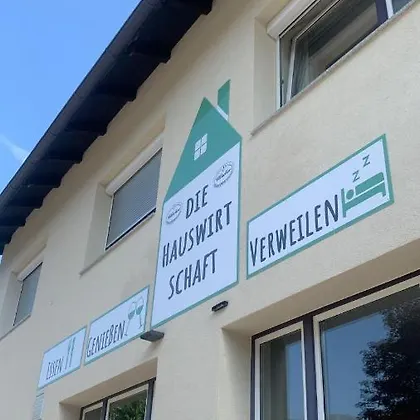 DIE
HAUSWIRT
SCHAFT
ESSEN
GENIEßEN
VERWEILEN
Z Z Z